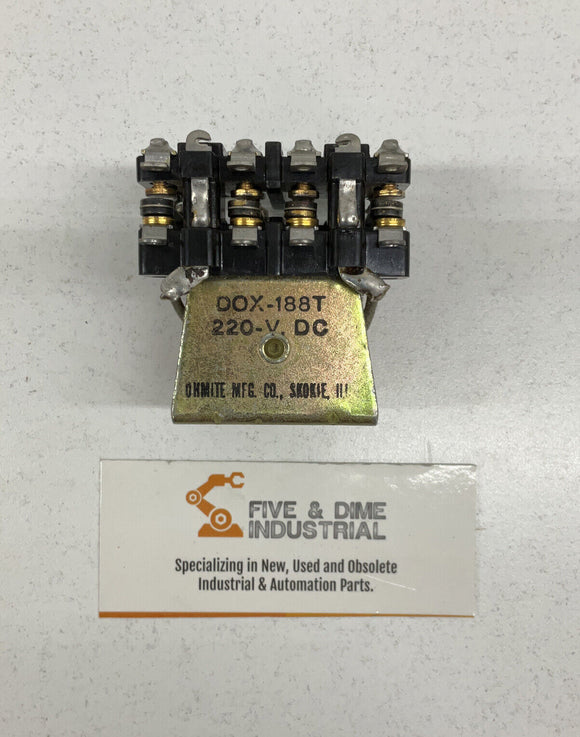 DOX-188T
220-V. DC
OHMITE MFG. CO., SKOKIE, Ill
FIVE & DIME
INDUSTRIAL
Specializing in New, Used and Obsolete
Industrial & Automation Parts.